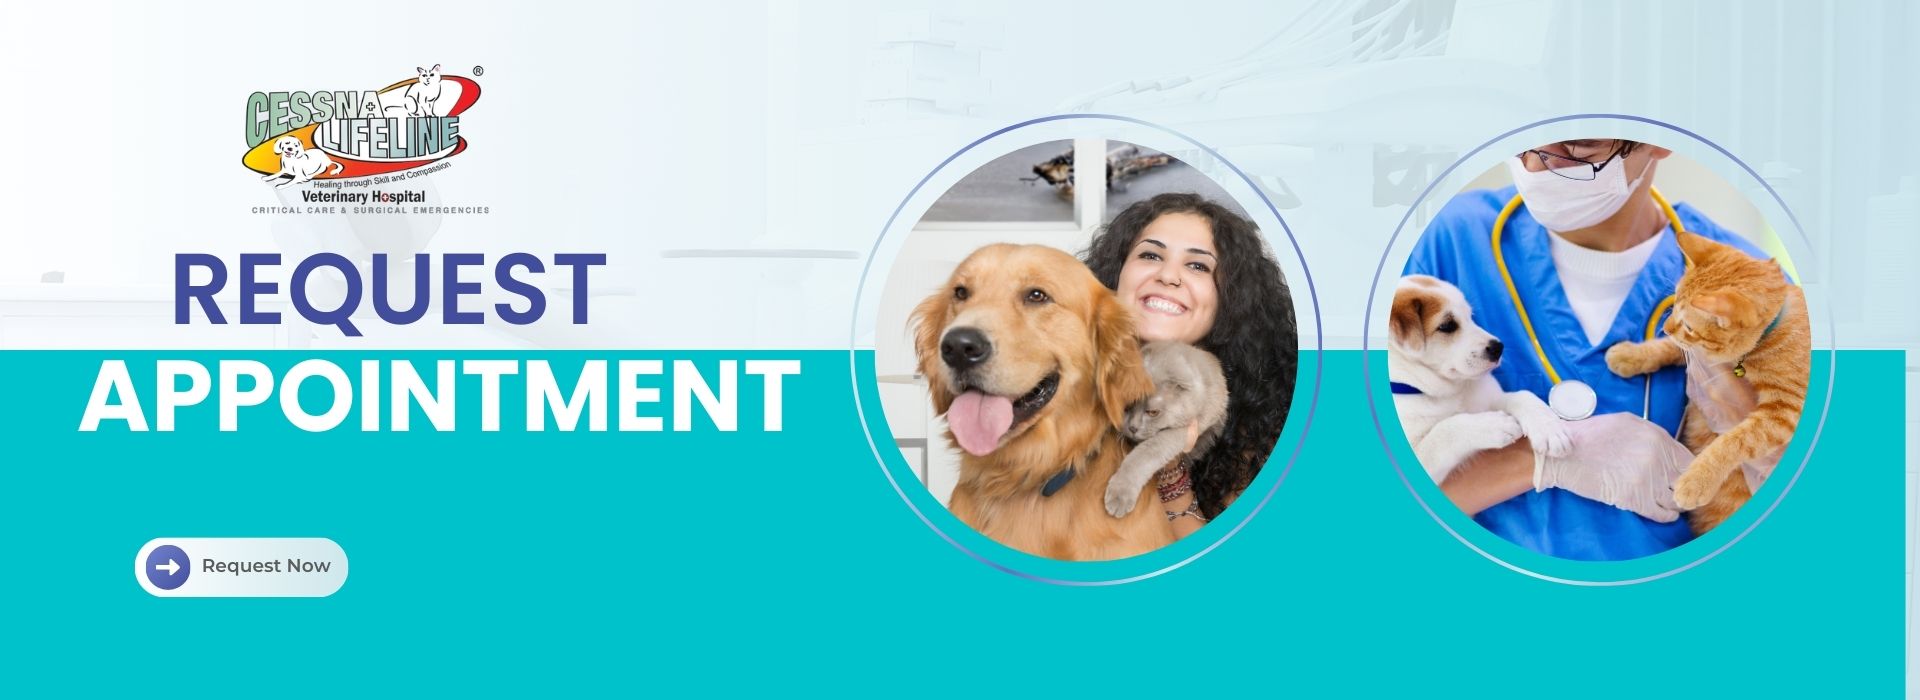 CESSNA
LIFELINE
®
Healing through Skill and Compassion
Veterinary Hospital
CRITICAL CARE & SURGICAL EMERGENCIES
REQUEST
APPOINTMENT
Request Now